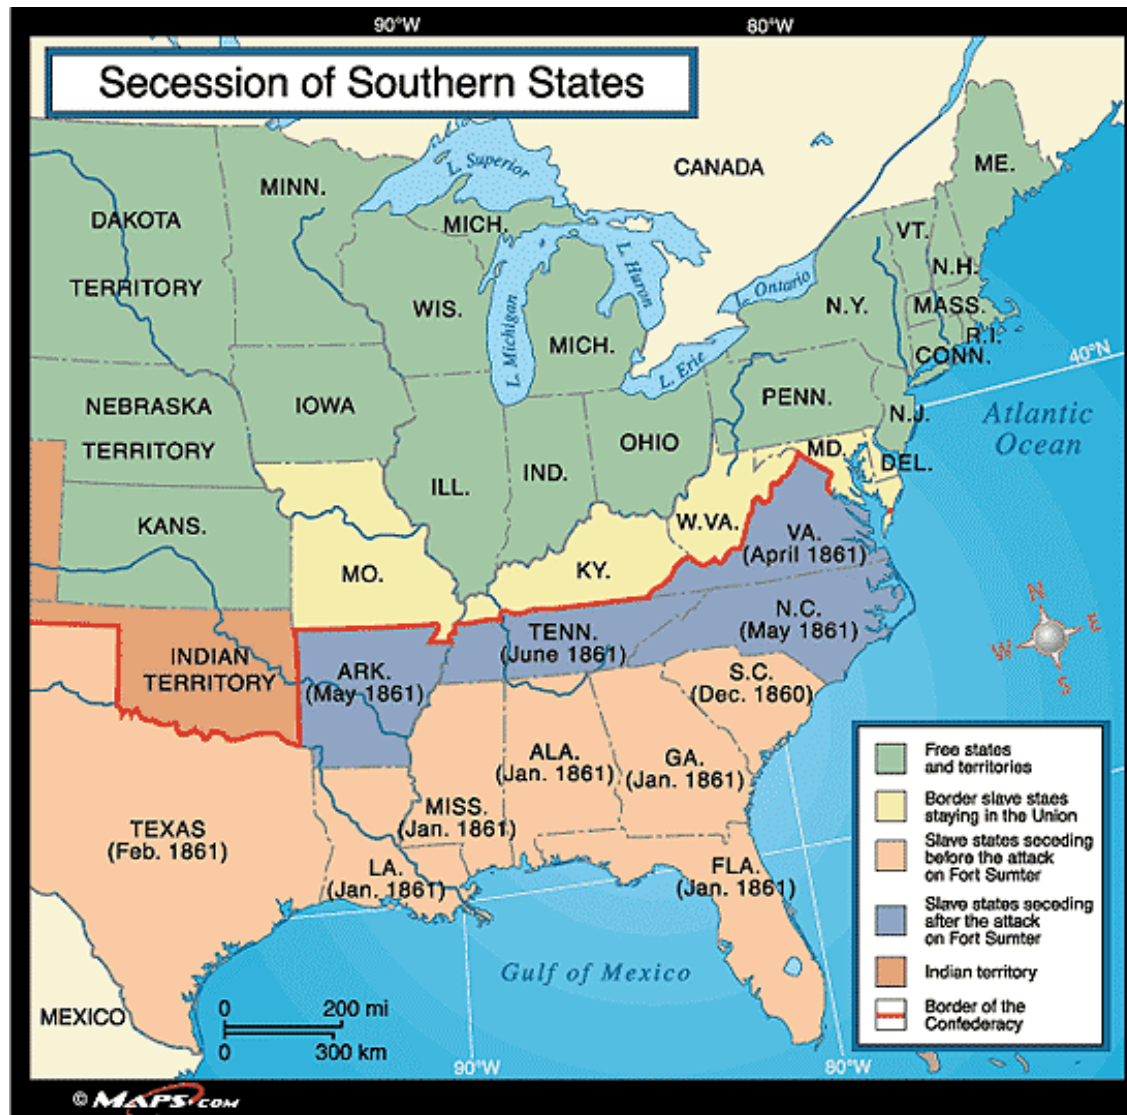 90°W
80°W
Secession of Southern States
CANADA
ME.
L. Superior
MINN.
DAKOTA
TERRITORY
MICH.
VT.
N.H.
L. Huron
L. Ontario
N.Y.
MASS.
WIS.
L. Michigan
R.I.
CONN.
MICH.
40°N
L. Erie
NEBRASKA
TERRITORY
IOWA
PENN.
N.J.
Atlantic
Ocean
OHIO
MD.
DEL.
IND.
ILL.
KANS.
W.VA.
VA.
(April 1861)
MO.
KY.
N.C.
(May 1861)
TENN.
(June 1861)
INDIAN
TERRITORY
ARK.
(May 1861)
S.C.
(Dec. 1860)
N
E
W
S
ALA.
(Jan. 1861)
GA.
(Jan. 1861)
MISS.
(Jan. 1861)
TEXAS
(Feb. 1861)
LA.
(Jan. 1861)
FLA.
(Jan. 1861)
Free states
and territories
Border slave staes
staying in the Union
Slave states seceding
before the attack
on Fort Sumter
Slave states seceding
after the attack
on Fort Sumter
Indian territory
Border of the
Confederacy
Gulf of Mexico
MEXICO
0 200 mi
0 300 km
90°W
80°W
© MAPS.COM